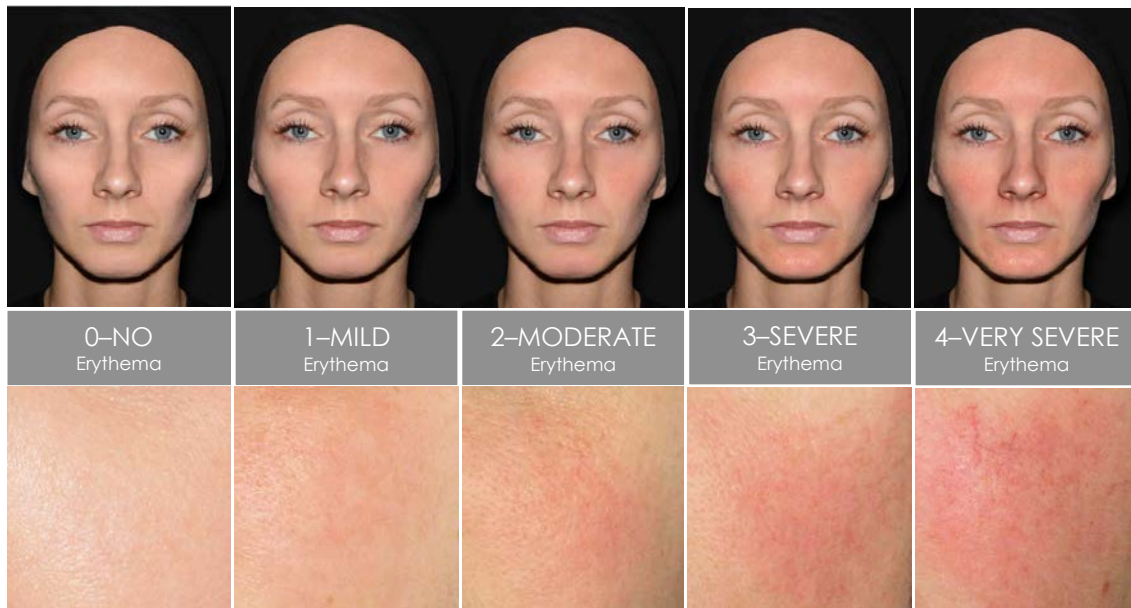 0–NO
Erythema
1–MILD
Erythema
2–MODERATE
Erythema
3–SEVERE
Erythema
4–VERY SEVERE
Erythema